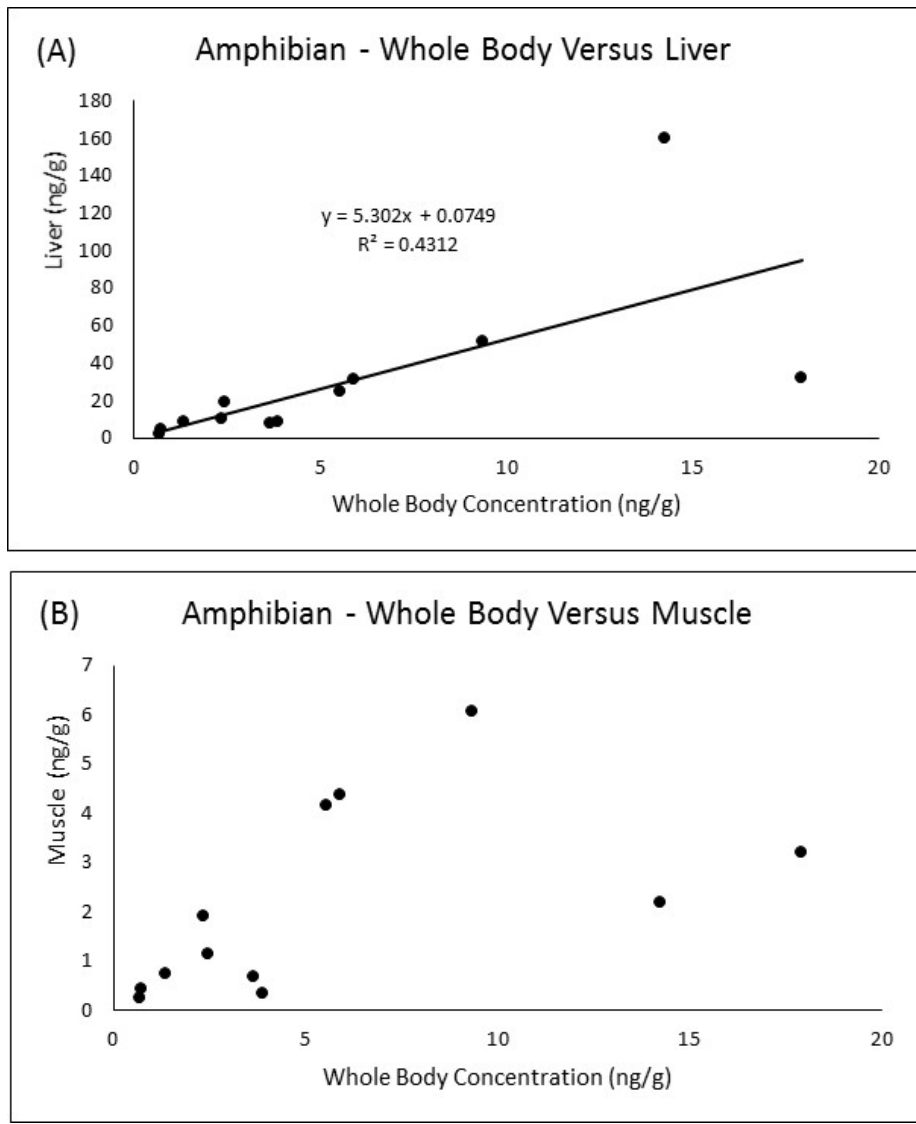 (A)
Amphibian - Whole Body Versus Liver
180
160
140
120
100
80
60
40
20
0
Liver (ng/g)
y = 5.302x + 0.0749
R² = 0.4312
0 5 10 15 20
Whole Body Concentration (ng/g)
(B)
Amphibian - Whole Body Versus Muscle
7
6
5
4
3
2
1
0
Muscle (ng/g)
0 5 10 15 20
Whole Body Concentration (ng/g)